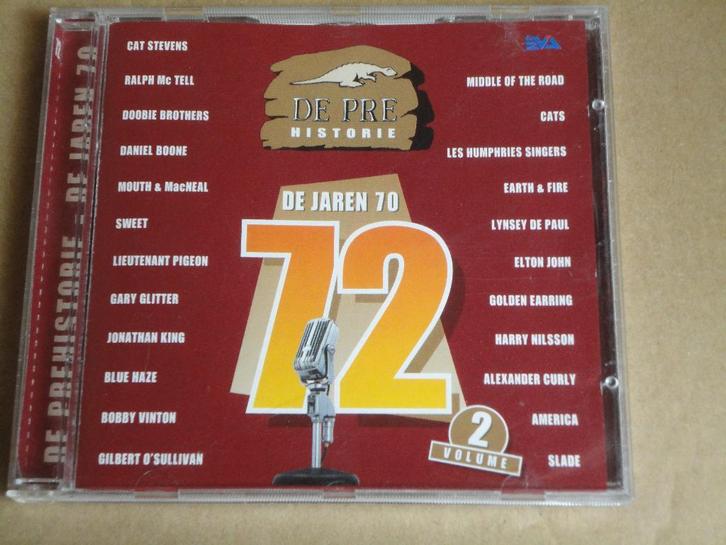 DE PREHISTORIE - DE JAREN 70
CAT STEVENS
RALPH Mc TELL
DOOBIE BROTHERS
DANIEL BOONE
MOUTH & MacNEAL
SWEET
LIEUTENANT PIGEON
GARY GLITTER
JONATHAN KING
BLUE HAZE
BOBBY VINTON
GILBERT O'SULLIVAN
DE PRE
HISTORIE
DE JAREN 70
72
2
VOLUME
EVA
MIDDLE OF THE ROAD
CATS
LES HUMPHRIES SINGERS
EARTH & FIRE
LYNSEY DE PAUL
ELTON JOHN
GOLDEN EARRING
HARRY NILSSON
ALEXANDER CURLY
AMERICA
SLADE